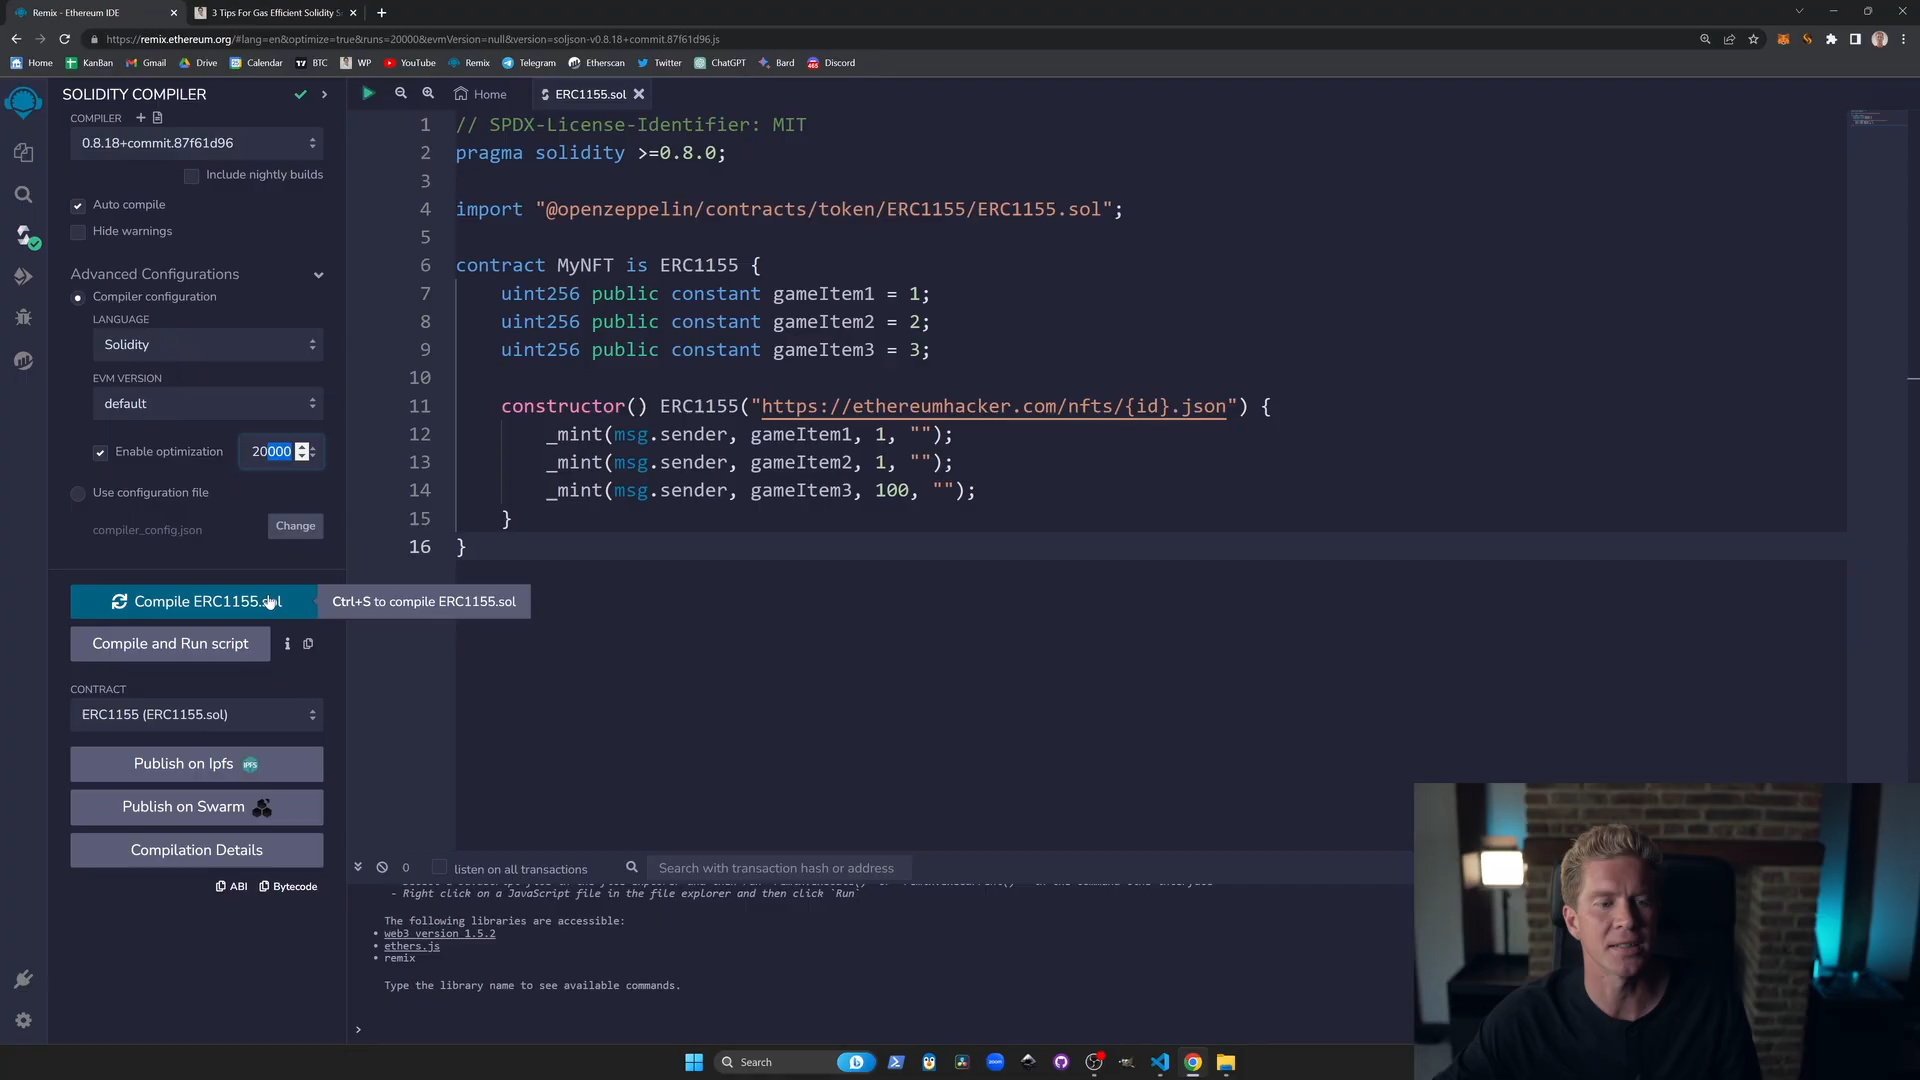 Remix - Ethereum IDE
3 Tips For Gas Efficient Solidity
https://remix.ethereum.org/#lang=en&optimize=true&runs=20000&evmVersion=null&version=soljson-v0.8.18+commit.87f61d96.js
Home KanBan Gmail Drive Calendar BTC WP YouTube Remix Telegram Etherscan Twitter ChatGPT Bard Discord
SOLIDITY COMPILER
COMPILER
0.8.18+commit.87f61d96
Include nightly builds
Auto compile
Hide warnings
Advanced Configurations
Compiler configuration
LANGUAGE
Solidity
EVM VERSION
default
Enable optimization
20000
Use configuration file
compiler_config.json
Change
Compile ERC1155.sol
Ctrl+S to compile ERC1155.sol
Compile and Run script
CONTRACT
ERC1155 (ERC1155.sol)
Publish on Ipfs
IPFS
Publish on Swarm
Compilation Details
ABI
Bytecode
Home
ERC1155.sol
1 // SPDX-License-Identifier: MIT
2 pragma solidity >=0.8.0;
3
4 import "@openzeppelin/contracts/token/ERC1155/ERC1155.sol";
5
6 contract MyNFT is ERC1155 {
7 uint256 public constant gameItem1 = 1;
8 uint256 public constant gameItem2 = 2;
9 uint256 public constant gameItem3 = 3;
10
11 constructor() ERC1155("https://ethereumhacker.com/nfts/{id}.json") {
12 _mint(msg.sender, gameItem1, 1, "");
13 _mint(msg.sender, gameItem2, 1, "");
14 _mint(msg.sender, gameItem3, 100, "");
15 }
16 }
0
listen on all transactions
Search with transaction hash or address
- Right click on a JavaScript file in the file explorer and then click `Run`
The following libraries are accessible:
• web3 version 1.5.2
• ethers.js
• remix
Type the library name to see available commands.
>
Search
zoom